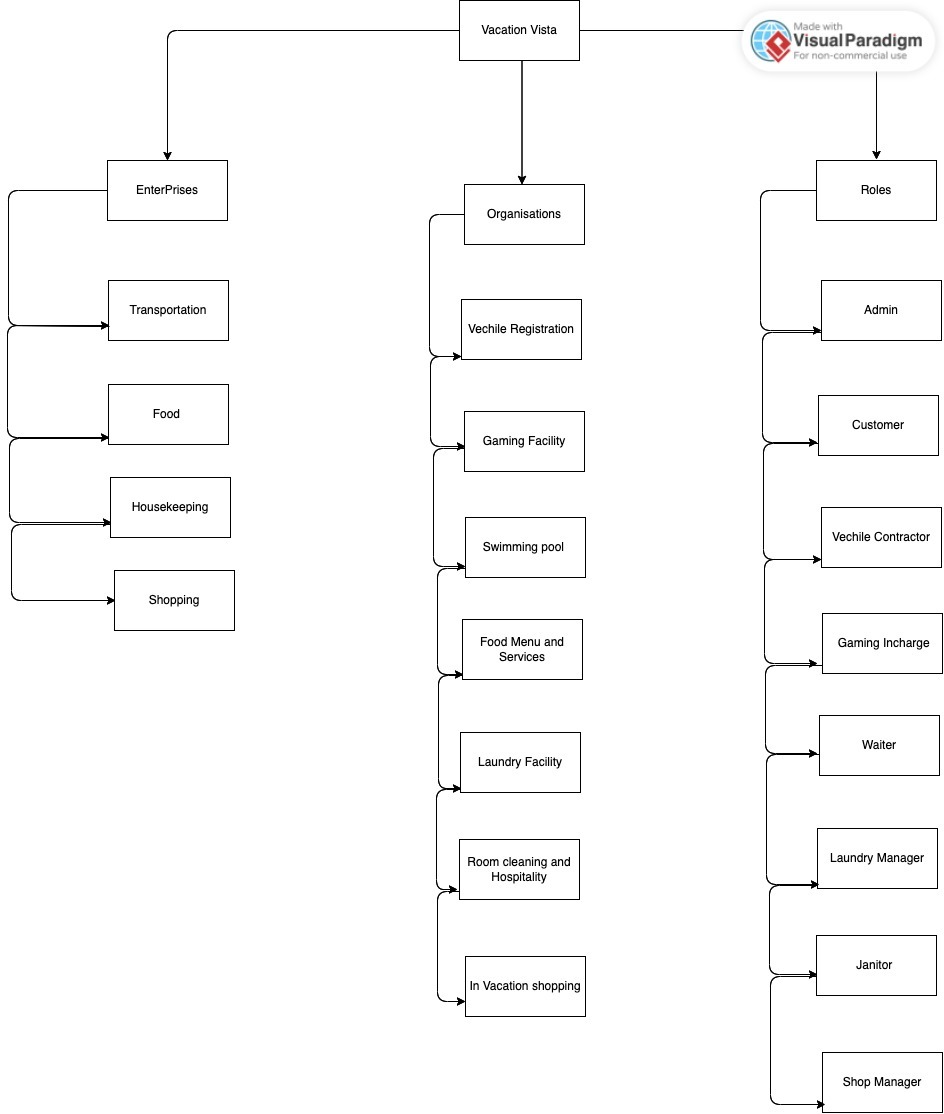 Vacation Vista
Made with
Visual Paradigm
For non-commercial use
EnterPrises
Transportation
Food
Housekeeping
Shopping
Organisations
Vechile Registration
Gaming Facility
Swimming pool
Food Menu and
Services
Laundry Facility
Room cleaning and
Hospitality
In Vacation shopping
Roles
Admin
Customer
Vechile Contractor
Gaming Incharge
Waiter
Laundry Manager
Janitor
Shop Manager